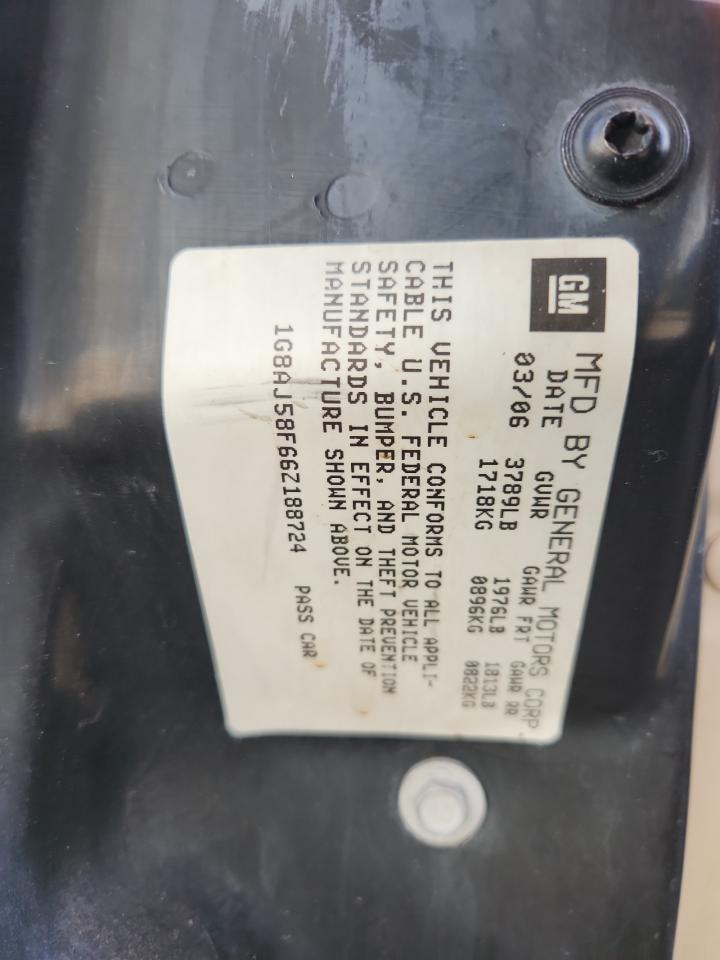 GM
MFD BY GENERAL MOTORS CORP.
DATE GVWR GAWR FRT GAWR RR
03/06 3789LB 1976LB 1813LB
1718KG 0896KG 0822KG
THIS VEHICLE CONFORMS TO ALL APPLI-
CABLE U.S. FEDERAL MOTOR VEHICLE
SAFETY, BUMPER, AND THEFT PREVENTION
STANDARDS IN EFFECT ON THE DATE OF
MANUFACTURE SHOWN ABOVE.
1G8AJ58F66Z188724 PASS CAR